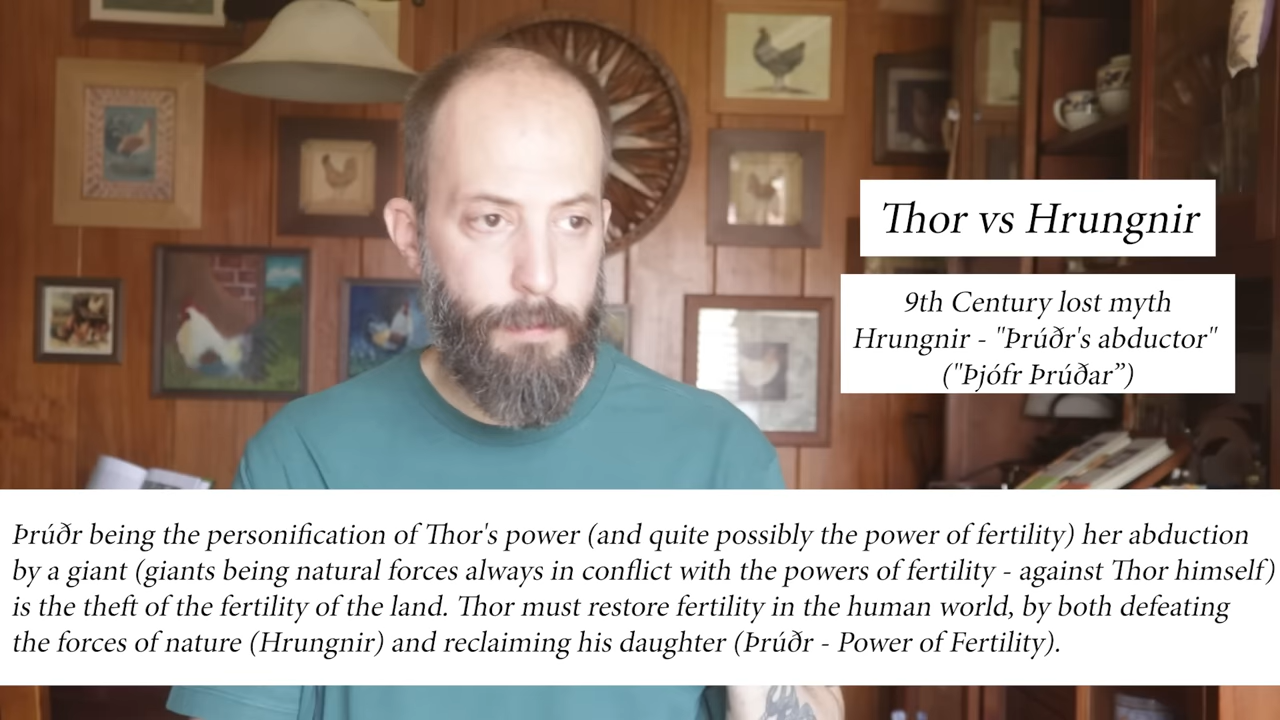 Thor vs Hrungnir
9th Century lost myth
Hrungnir - "Þrúðr's abductor"
("Þjófr Þrúðar”)
Þrúðr being the personification of Thor's power (and quite possibly the power of fertility) her abduction
by a giant (giants being natural forces always in conflict with the powers of fertility - against Thor himself)
is the theft of the fertility of the land. Thor must restore fertility in the human world, by both defeating
the forces of nature (Hrungnir) and reclaiming his daughter (Þrúðr - Power of Fertility).